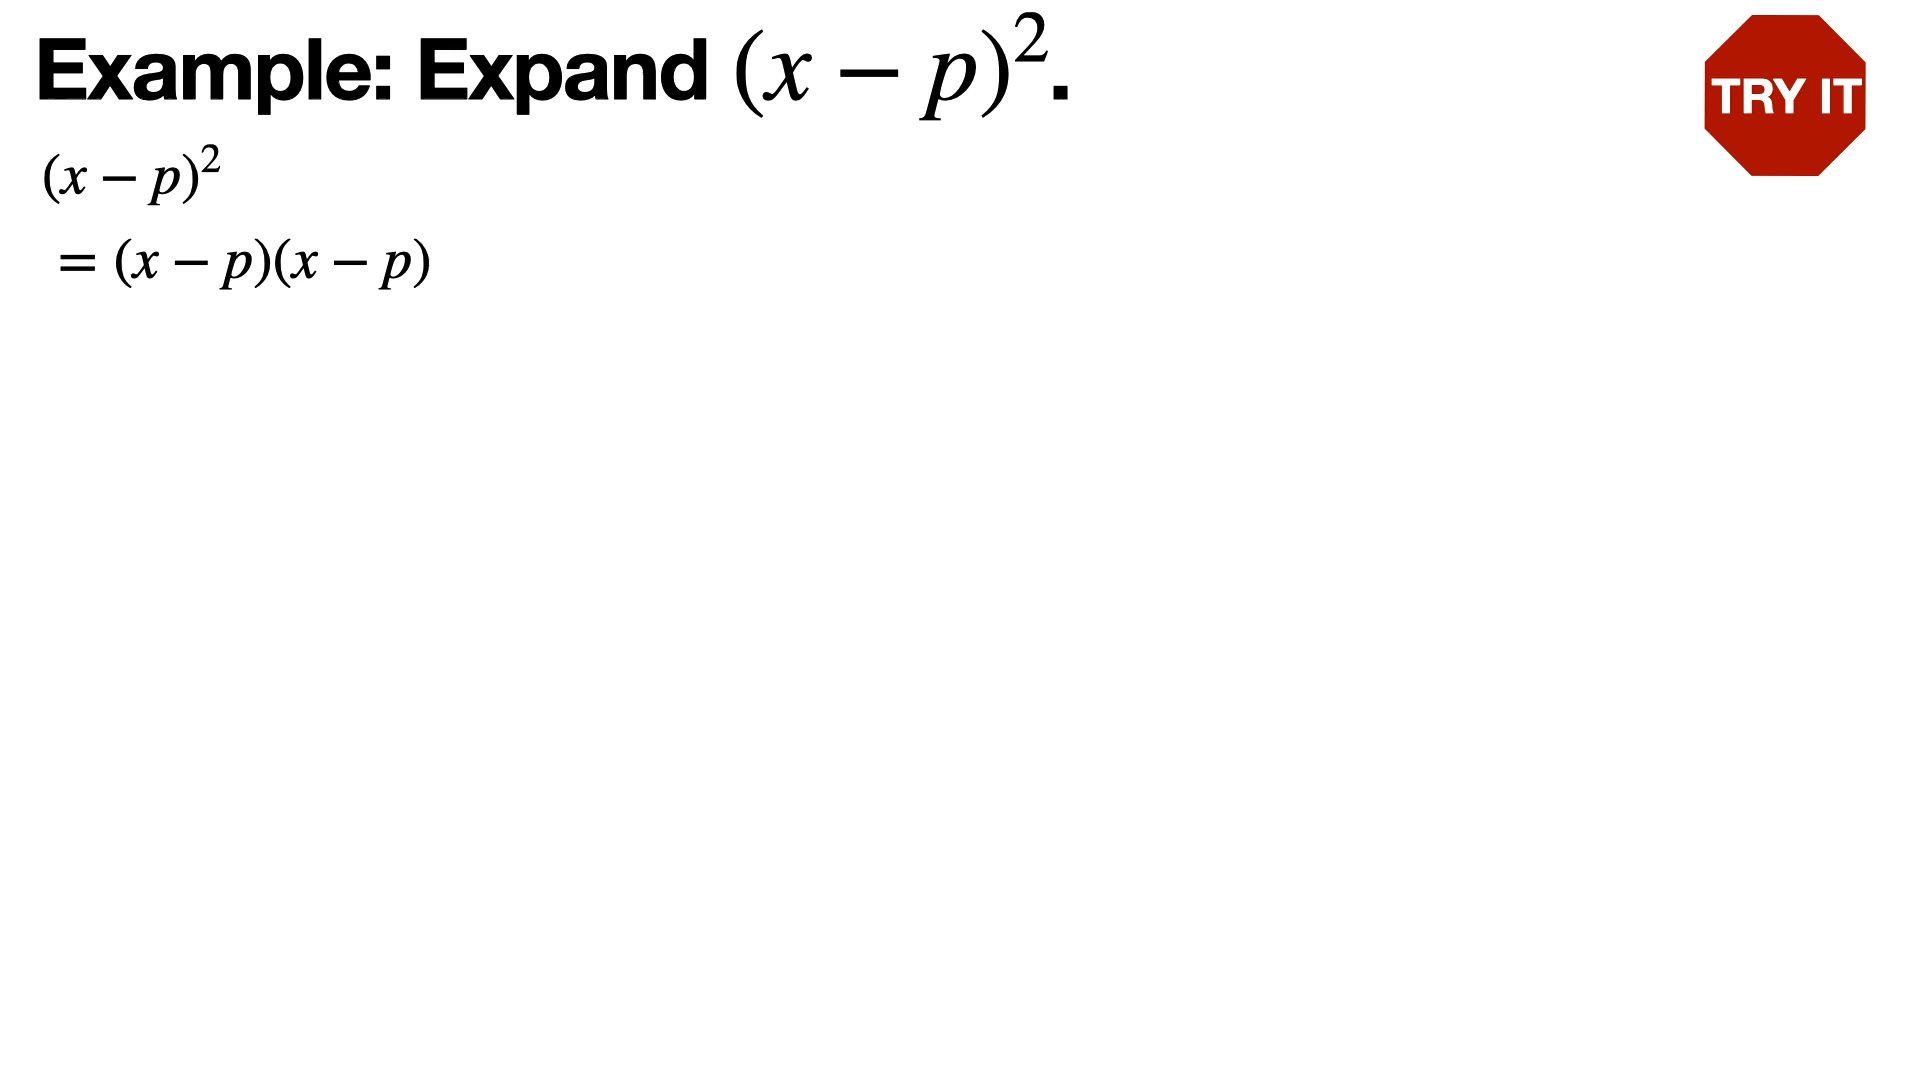 Example: Expand (x − p)².
TRY IT
(x − p)²
= (x − p)(x − p)